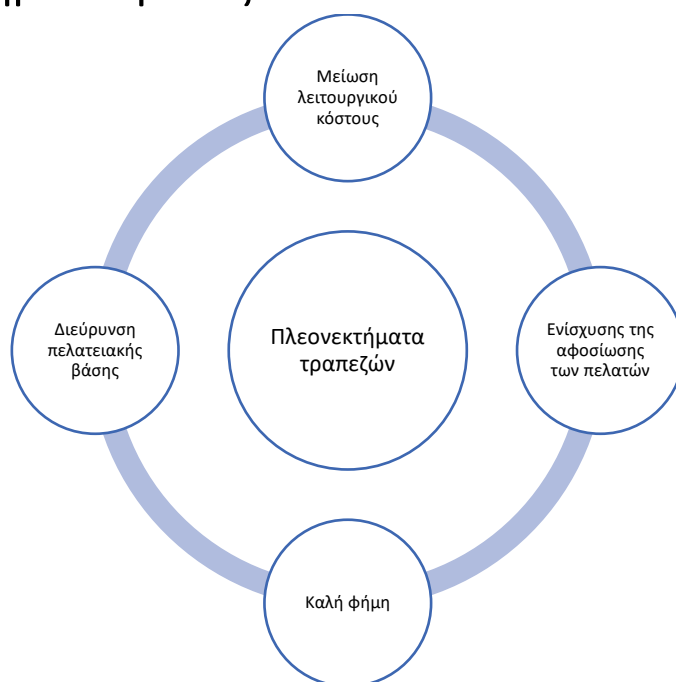 Μείωση
λειτουργικού
κόστους
Διεύρυνση
πελατειακής
βάσης
Πλεονεκτήματα
τραπεζών
Ενίσχυσης της
αφοσίωσης
των πελατών
Καλή φήμη